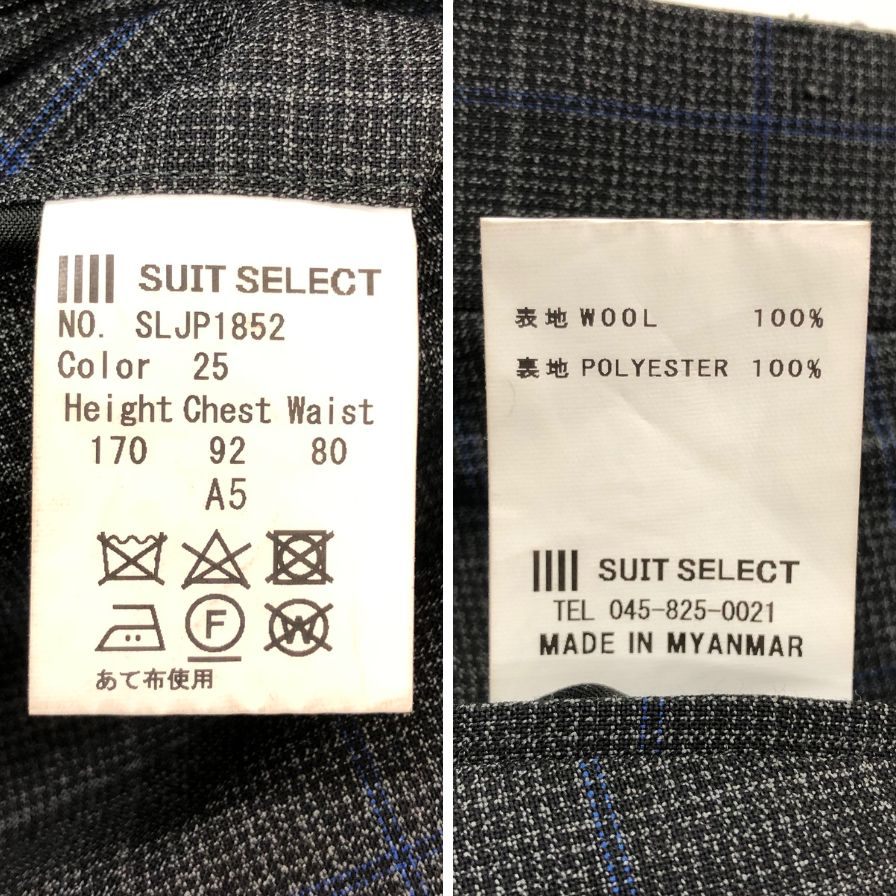 SUIT SELECT
NO. SLJP1852
Color 25
Height Chest Waist
170 92 80
A5
F
W
あて布使用
表地 WOOL 100%
裏地 POLYESTER 100%
SUIT SELECT
TEL 045-825-0021
MADE IN MYANMAR